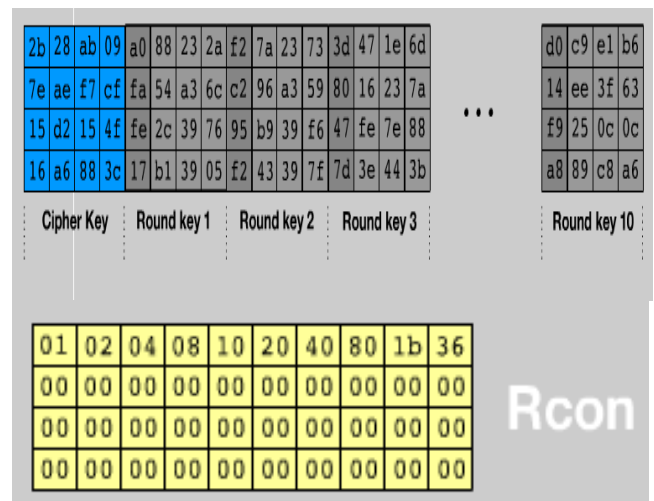 2b 28 ab 09 a0 88 23 2a f2 7a 23 73 3d 47 1e 6d d0 c9 e1 b6
7e ae f7 cf fa 54 a3 6c c2 96 a3 59 80 16 23 7a ... 14 ee 3f 63
15 d2 15 4f fe 2c 39 76 95 b9 39 f6 47 fe 7e 88 f9 25 0c 0c
16 a6 88 3c 17 b1 39 05 f2 43 39 7f 7d 3e 44 3b a8 89 c8 a6
Cipher Key Round key 1 Round key 2 Round key 3 Round key 10
01 02 04 08 10 20 40 80 1b 36
00 00 00 00 00 00 00 00 00 00
00 00 00 00 00 00 00 00 00 00
00 00 00 00 00 00 00 00 00 00
Rcon